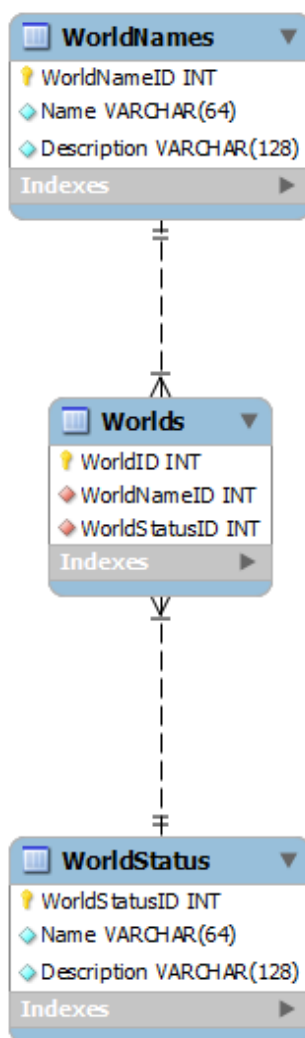 WorldNames
WorldNameID INT
Name VARCHAR(64)
Description VARCHAR(128)
Indexes
Worlds
WorldID INT
WorldNameID INT
WorldStatusID INT
Indexes
WorldStatus
WorldStatusID INT
Name VARCHAR(64)
Description VARCHAR(128)
Indexes